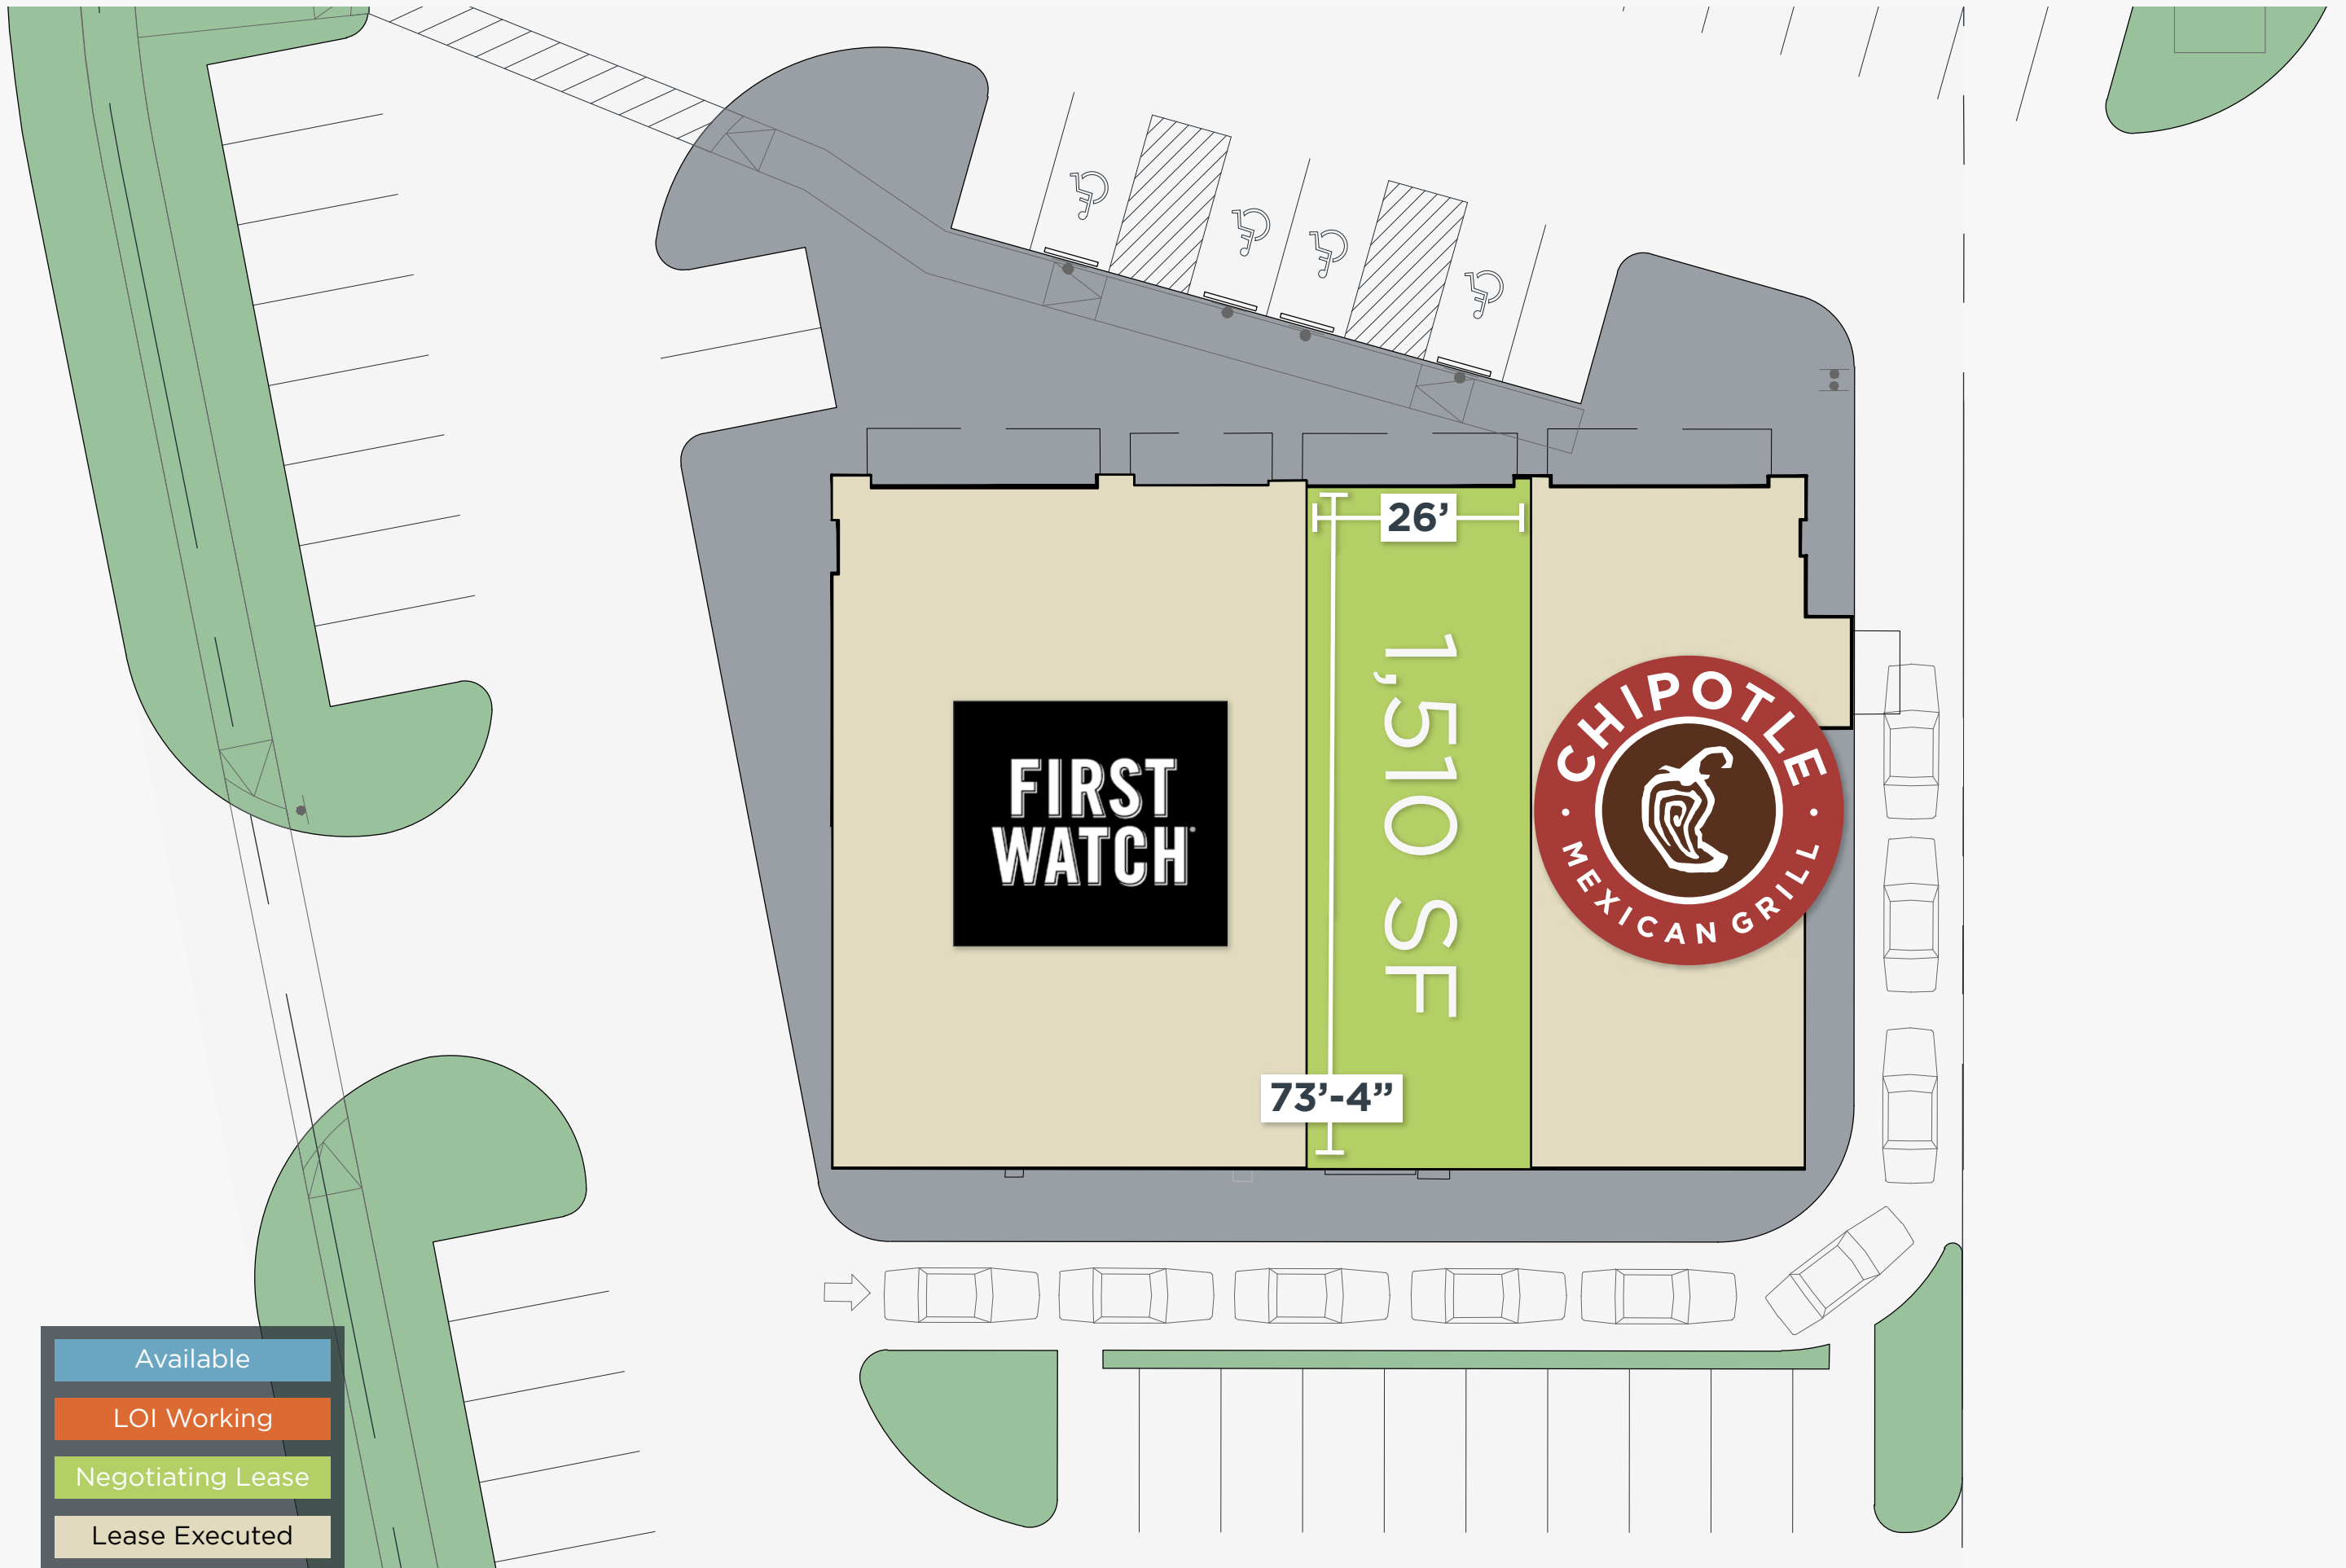 26’
1,510 SF
FIRST
WATCH
CHIPOTLE
MEXICAN GRILL
73’-4”
Available
LOI Working
Negotiating Lease
Lease Executed